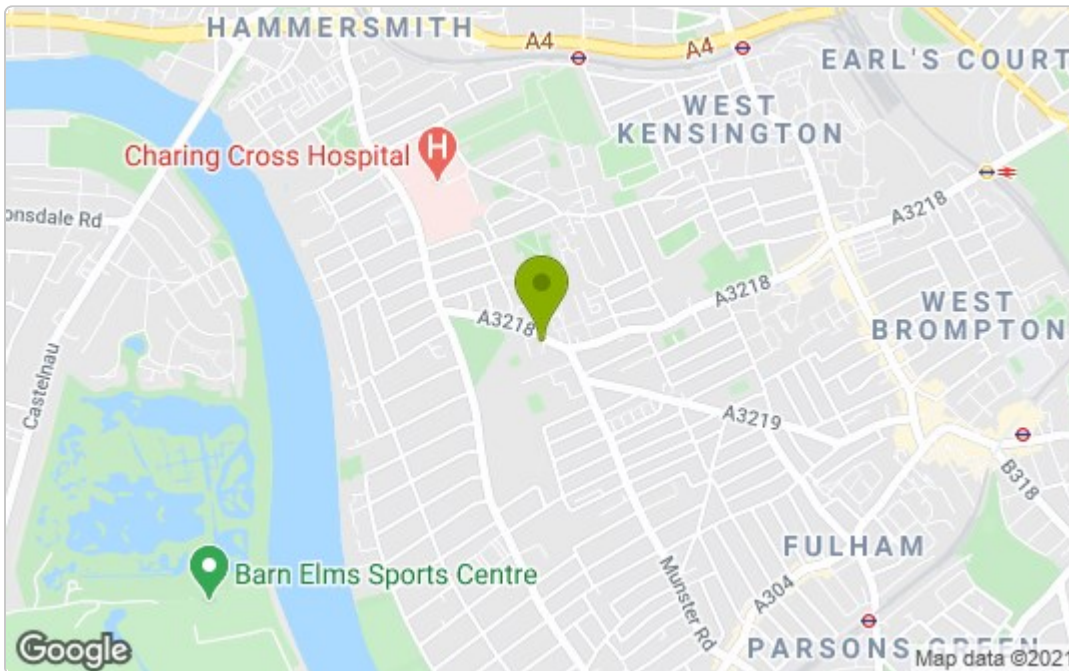 HAMMERSMITH
A4
A4
EARL'S COURT
WEST
KENSINGTON
Charing Cross Hospital
H
onsdale Rd
A3218
A3218
A3218
WEST
BROMPTON
Castelnau
A3219
B318
FULHAM
Barn Elms Sports Centre
Munster Rd
A304
PARSONS GREEN
Google
Map data ©2021